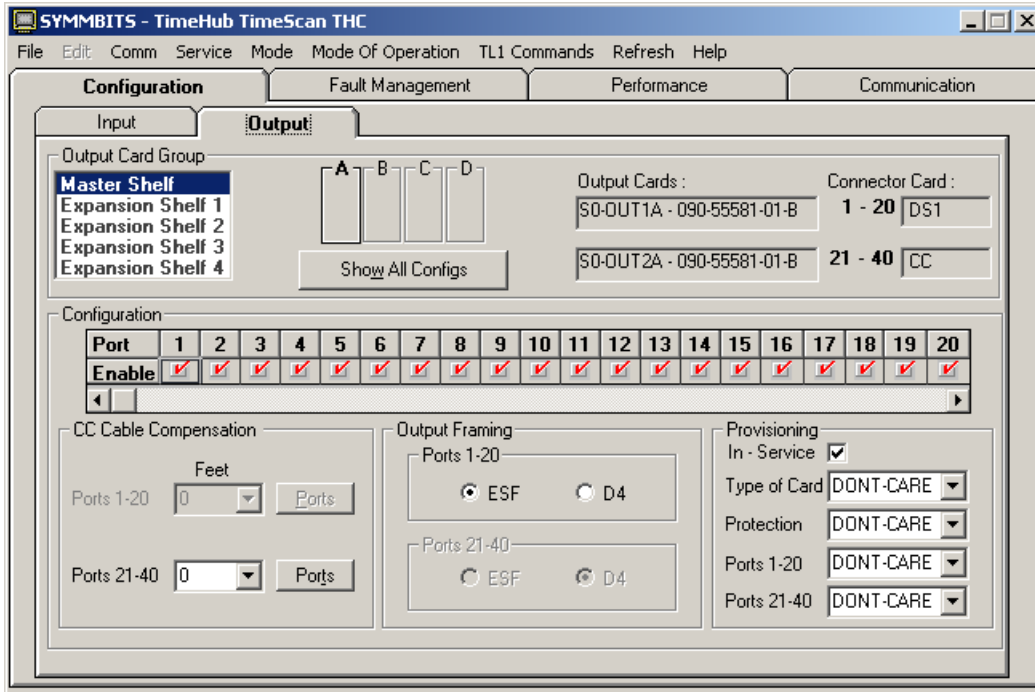 SYMMBITS - TimeHub TimeScan THC
File Edit Comm Service Mode Mode Of Operation TL1 Commands Refresh Help
Configuration Fault Management Performance Communication
Input Output
Output Card Group
Master Shelf
Expansion Shelf 1
Expansion Shelf 2
Expansion Shelf 3
Expansion Shelf 4
A B C D
Show All Configs
Output Cards :
S0-OUT1A - 090-55581-01-B
S0-OUT2A - 090-55581-01-B
Connector Card :
1 - 20 DS1
21 - 40 CC
Configuration
Port 1 2 3 4 5 6 7 8 9 10 11 12 13 14 15 16 17 18 19 20
Enable
CC Cable Compensation
Feet
Ports 1-20 0 Ports
Ports 21-40 0 Ports
Output Framing
Ports 1-20
ESF D4
Ports 21-40
ESF D4
Provisioning
In - Service
Type of Card DONT-CARE
Protection DONT-CARE
Ports 1-20 DONT-CARE
Ports 21-40 DONT-CARE